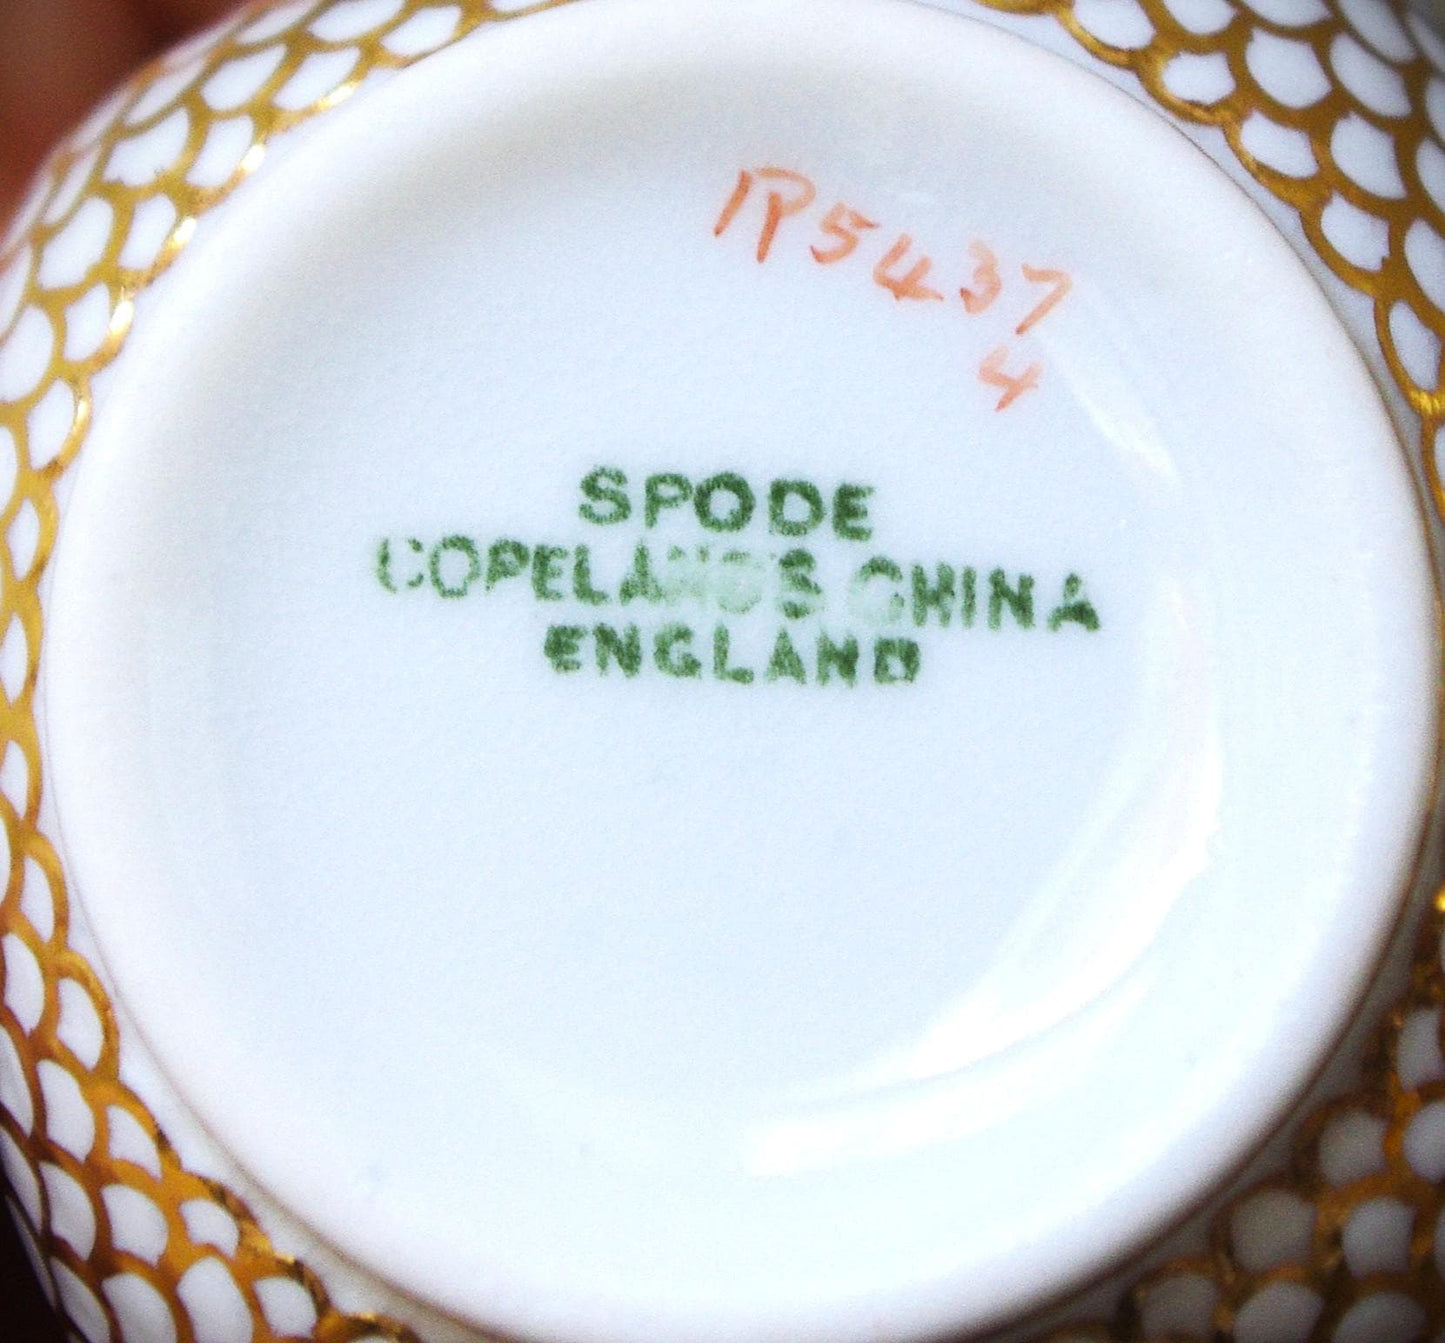 R5437
4
SPODE
COPELAND'S CHINA
ENGLAND